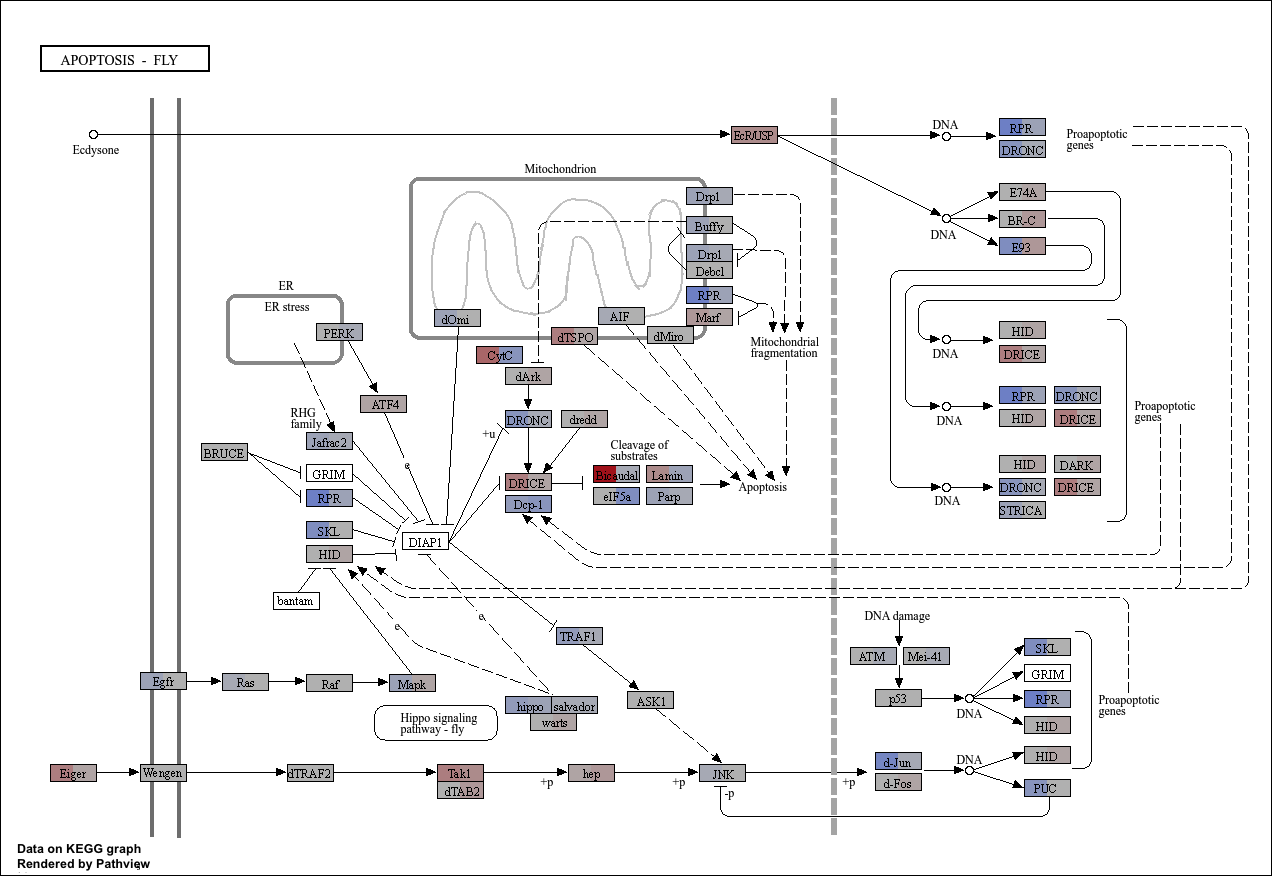 APOPTOSIS - FLY
Ecdysone
EcR/USP
DNA
RPR
DRONC
Proapoptotic
genes
Mitochondrion
Drp1
Buffy
Drp1
Debcl
RPR
Marf
E74A
BR-C
E93
DNA
ER
ER stress
PERK
dOmi
AIF
dTSPO
dMiro
Mitochondrial
fragmentation
CytC
dArk
ATF4
DNA
HID
DRICE
RHG
family
Jafrac2
BRUCE
GRIM
RPR
SKL
HID
bantam
e
+u
DRONC
dredd
DRICE
Dcp-1
DIAP1
Cleavage of
substrates
Bicaudal
Lamin
eIF5a
Parp
Apoptosis
DNA
RPR
DRONC
HID
DRICE
Proapoptotic
genes
DNA
HID
DARK
DRONC
DRICE
STRICA
e
e
TRAF1
ASK1
Egfr
Ras
Raf
Mapk
hippo
salvador
warts
Hippo signaling
pathway - fly
DNA damage
ATM
Mei-41
p53
DNA
SKL
GRIM
RPR
HID
Proapoptotic
genes
Eiger
Wengen
dTRAF2
Tak1
dTAB2
+p
hep
+p
JNK
-p
+p
d-Jun
d-Fos
DNA
HID
PUC
Data on KEGG graph
Rendered by Pathview